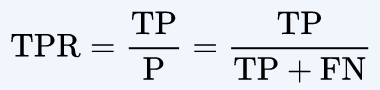 TPR = TP / P = TP / (TP + FN)